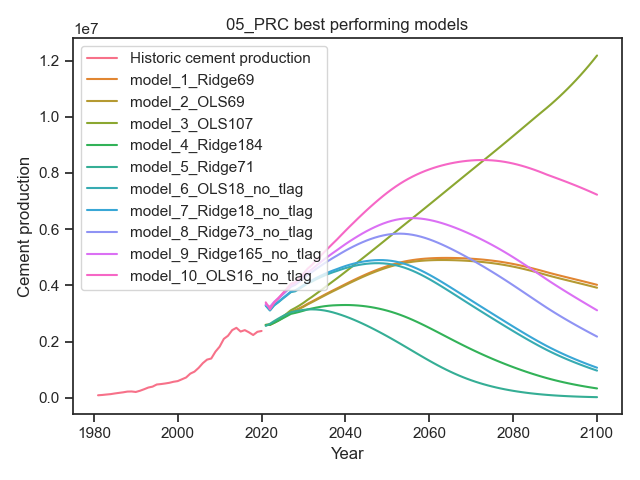 05_PRC best performing models
1e7
Historic cement production
model_1_Ridge69
model_2_OLS69
model_3_OLS107
model_4_Ridge184
model_5_Ridge71
model_6_OLS18_no_tlag
model_7_Ridge18_no_tlag
model_8_Ridge73_no_tlag
model_9_Ridge165_no_tlag
model_10_OLS16_no_tlag
Cement production
1.2
1.0
0.8
0.6
0.4
0.2
0.0
1980 2000 2020 2040 2060 2080 2100
Year